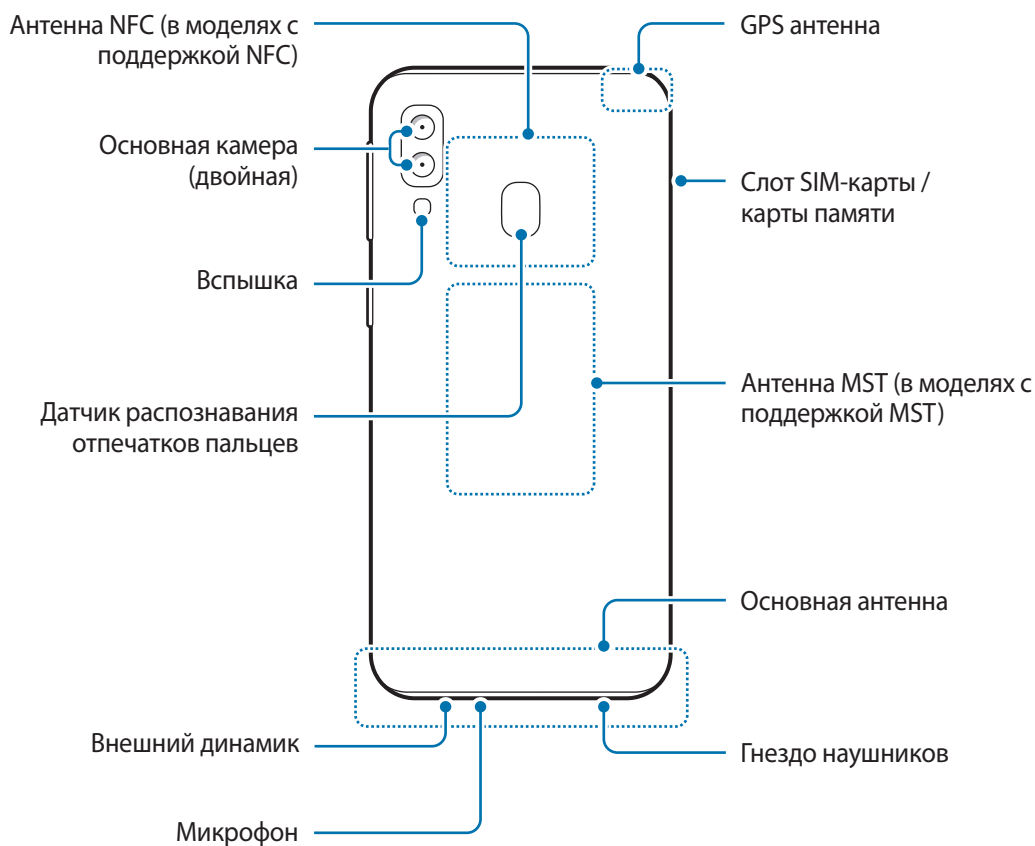 Антенна NFC (в моделях с
поддержкой NFC)
GPS антенна
Основная камера
(двойная)
Слот SIM-карты /
карты памяти
Вспышка
Антенна MST (в моделях с
поддержкой MST)
Датчик распознавания
отпечатков пальцев
Основная антенна
Внешний динамик
Гнездо наушников
Микрофон